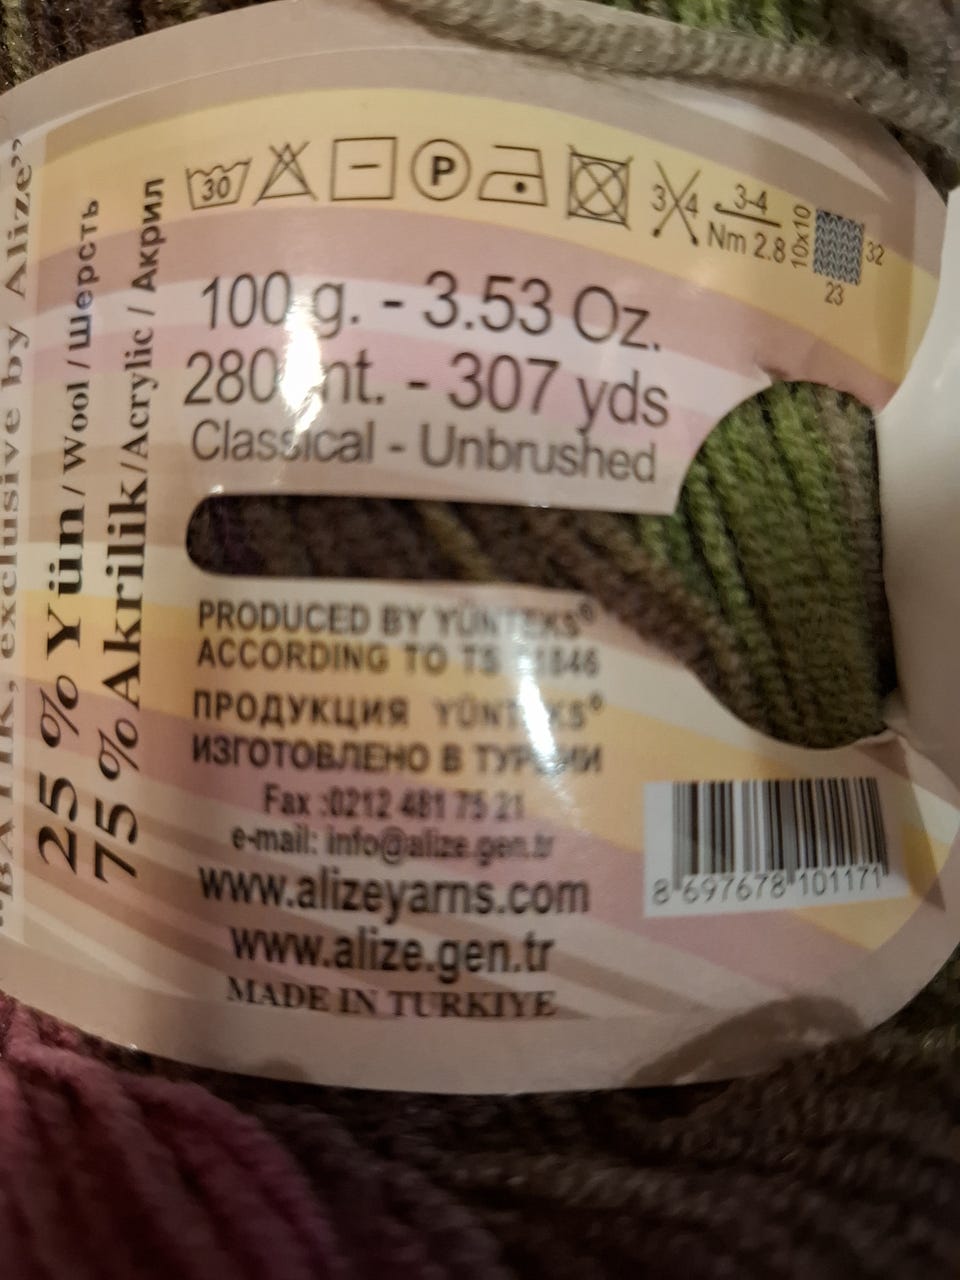 "BATIK, exclusive by Alize"
25 % Yün / Wool / Шерсть
75 % Akrilik / Acrylic / Акрил
30
P
3 4
3-4
Nm 2.8
10x10
32
23
100 g. - 3.53 Oz.
280 mt. - 307 yds
Classical - Unbrushed
PRODUCED BY YÜNTEKS®
ACCORDING TO TS
ПРОДУКЦИЯ YÜNTEKS®
ИЗГОТОВЛЕНО В ТУРЦИИ
Fax :0212 481 75 21
e-mail: info@alize.gen.tr
www.alizeyarns.com
www.alize.gen.tr
MADE IN TURKIYE
8 697678 101171